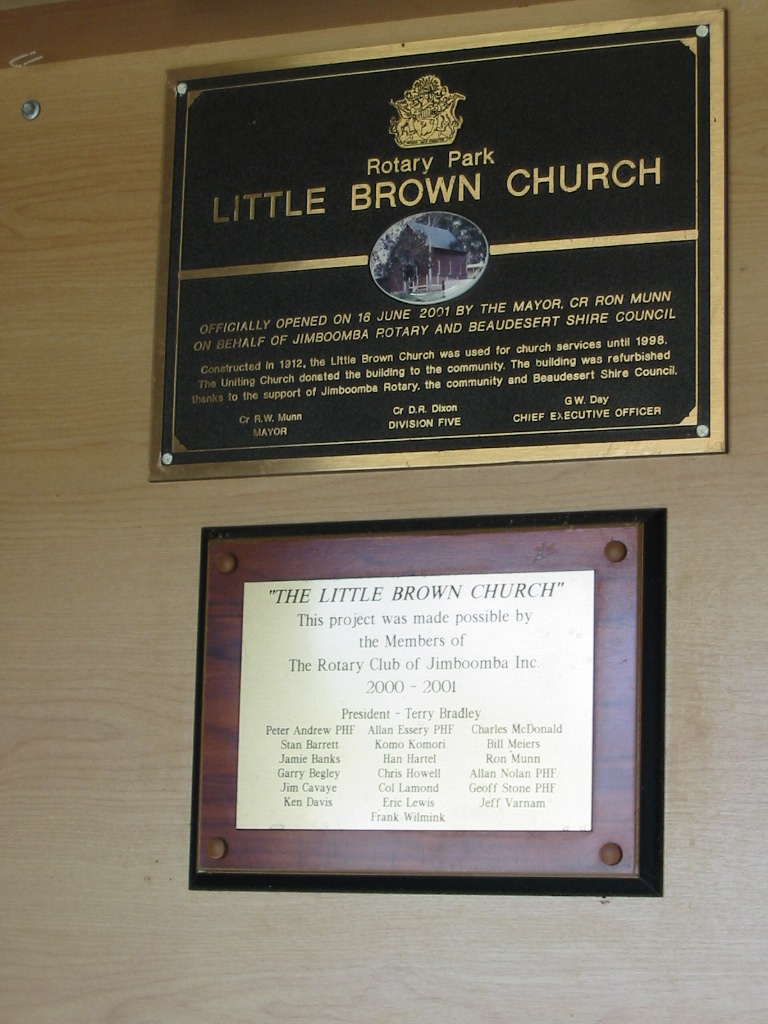 Rotary Park
LITTLE BROWN CHURCH
OFFICIALLY OPENED ON 16 JUNE 2001 BY THE MAYOR, CR RON MUNN
ON BEHALF OF JIMBOOMBA ROTARY AND BEAUDESERT SHIRE COUNCIL
Constructed in 1912, the Little Brown Church was used for church services until 1998.
The Uniting Church donated the building to the community. The building was refurbished
thanks to the support of Jimboomba Rotary, the community and Beaudesert Shire Council.
Cr R.W. Munn Cr D.R. Dixon G.W. Day
MAYOR DIVISION FIVE CHIEF EXECUTIVE OFFICER
"THE LITTLE BROWN CHURCH"
This project was made possible by
the Members of
The Rotary Club of Jimboomba Inc.
2000 - 2001
President - Terry Bradley
Peter Andrew PHF Allan Essery PHF Charles McDonald
Stan Barrett Komo Komori Bill Meiers
Jamie Banks Han Hartel Ron Munn
Garry Begley Chris Howell Allan Nolan PHF
Jim Cavaye Col Lamond Geoff Stone PHF
Ken Davis Eric Lewis Jeff Varnam
Frank Wilmink